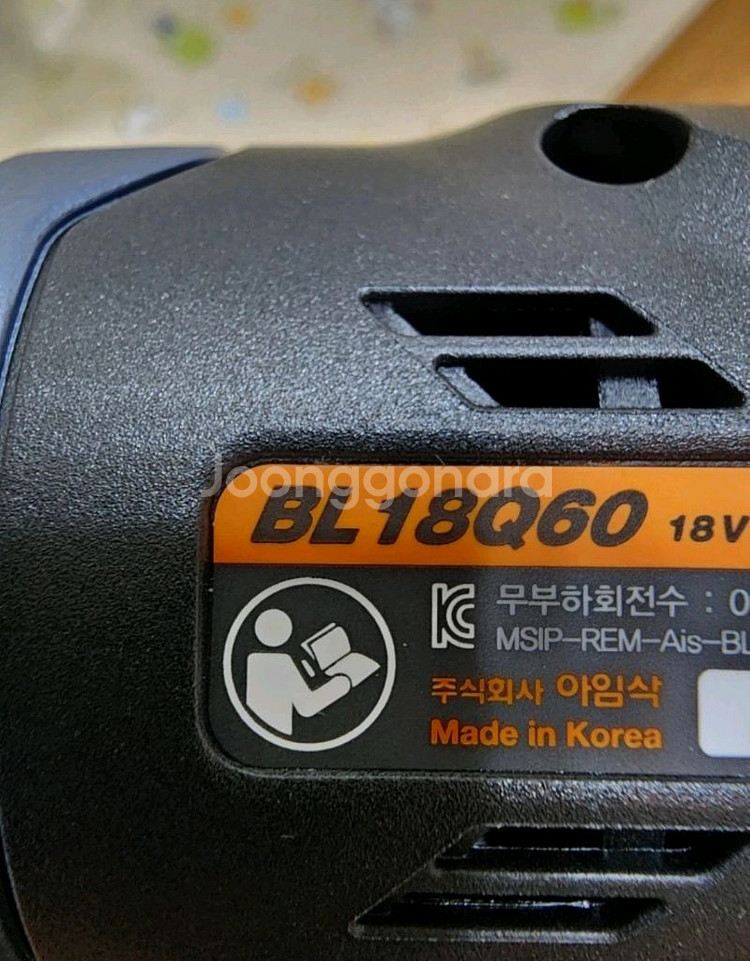 Joonggonara
BL18Q60 18V
무부하회전수 : 0
MSIP-REM-Ais-BL
주식회사 아임삭
Made in Korea